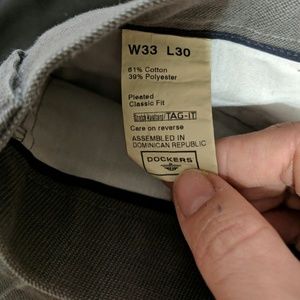 W33 L30
61% Cotton
39% Polyester
Pleated
Classic Fit
TAG-IT
Care on reverse
ASSEMBLED IN
DOMINICAN REPUBLIC
DOCKERS